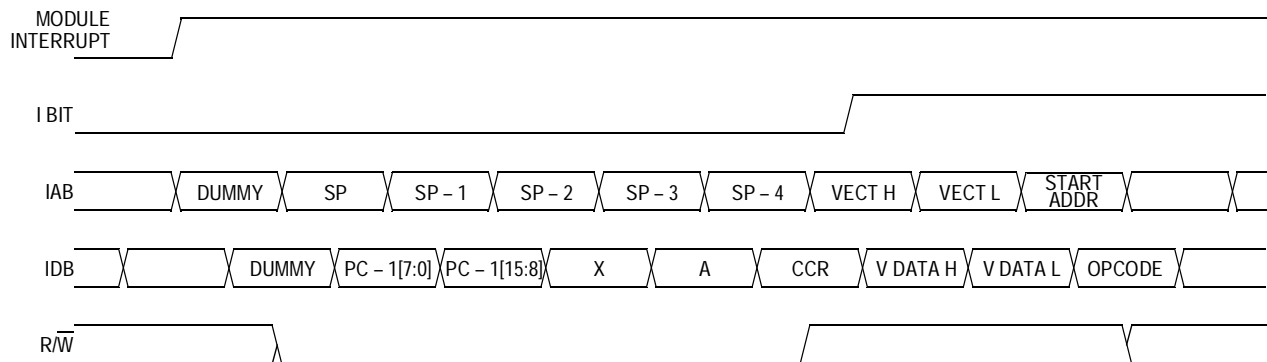 MODULE
INTERRUPT
I BIT
IAB DUMMY SP SP – 1 SP – 2 SP – 3 SP – 4 VECT H VECT L START
ADDR
IDB DUMMY PC – 1[7:0] PC – 1[15:8] X A CCR V DATA H V DATA L OPCODE
R/W̅